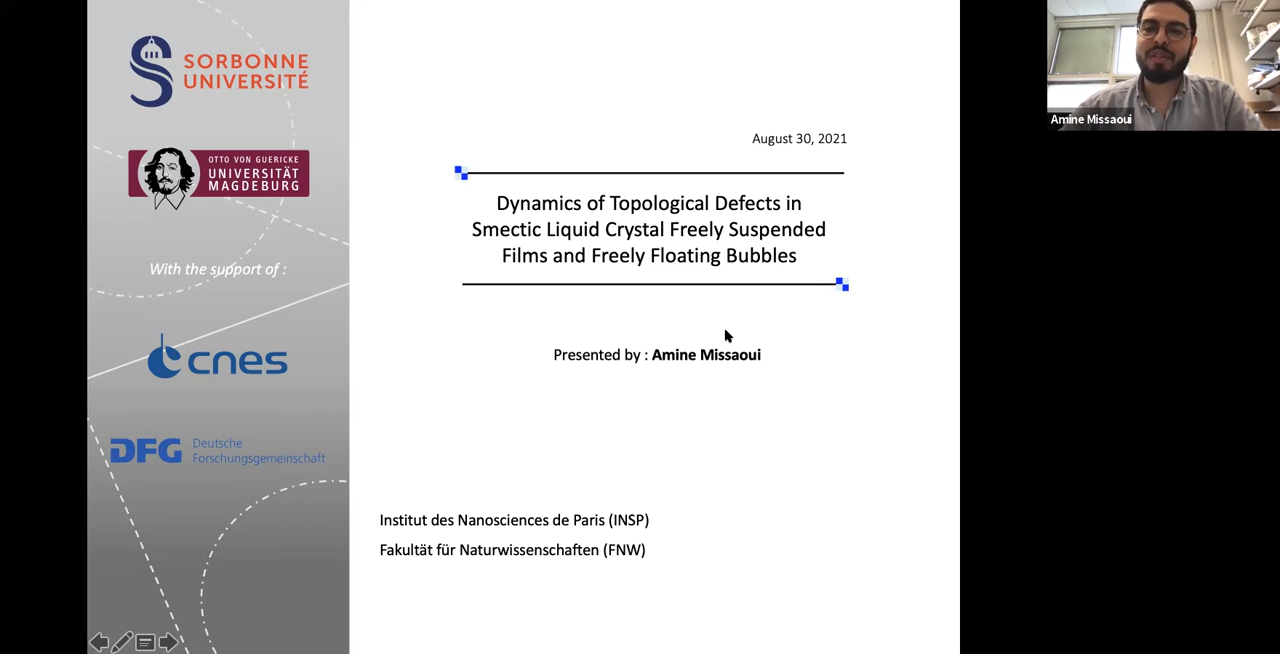 SORBONNE
UNIVERSITÉ
OTTO VON GUERICKE
UNIVERSITÄT
MAGDEBURG
With the support of :
cnes
DFG Deutsche
Forschungsgemeinschaft
August 30, 2021
Dynamics of Topological Defects in
Smectic Liquid Crystal Freely Suspended
Films and Freely Floating Bubbles
Presented by : Amine Missaoui
Institut des Nanosciences de Paris (INSP)
Fakultät für Naturwissenschaften (FNW)
Amine Missaoui